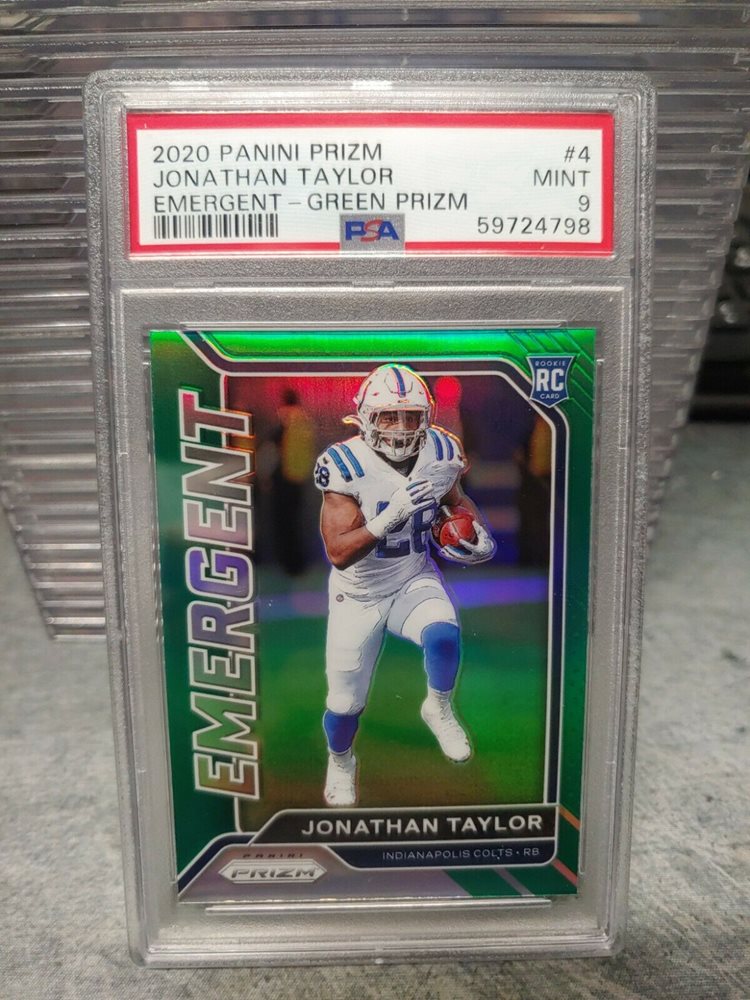 2020 PANINI PRIZM #4
JONATHAN TAYLOR MINT
EMERGENT - GREEN PRIZM 9
PSA 59724798
ROOKIE
RC
CARD
EMERGENT
28
28
JONATHAN TAYLOR
INDIANAPOLIS COLTS • RB
PANINI
PRIZM